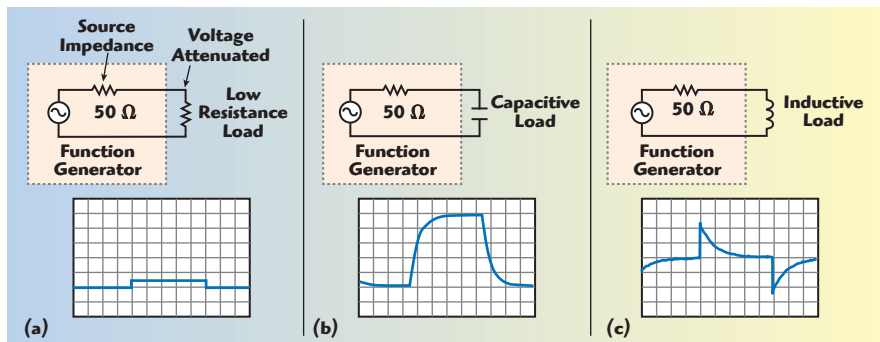 Source
Impedance
Voltage
Attenuated
50 Ω
Low
Resistance
Load
Function
Generator
(a)
50 Ω
Capacitive
Load
Function
Generator
(b)
50 Ω
Inductive
Load
Function
Generator
(c)